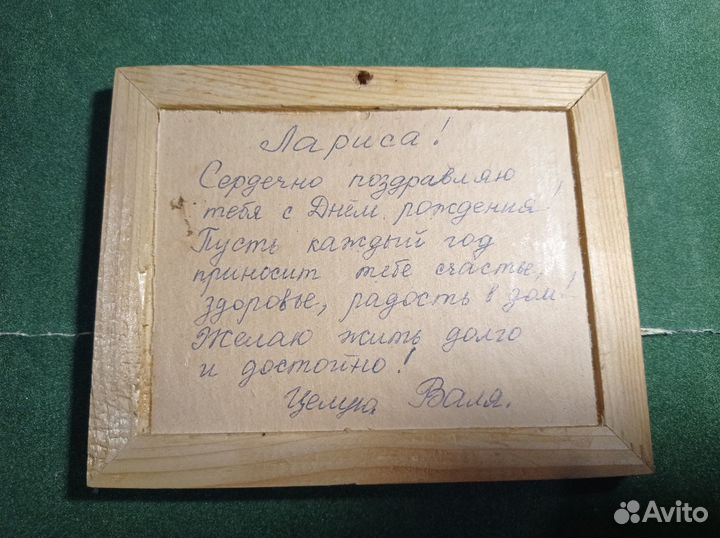 Лариса!
Сердечно поздравляю
тебя с Днём рождения!
Пусть каждый год
приносит тебе счастье,
здоровье, радость в дом!
Желаю жить долго
и достойно!
Целую Валя.
Avito